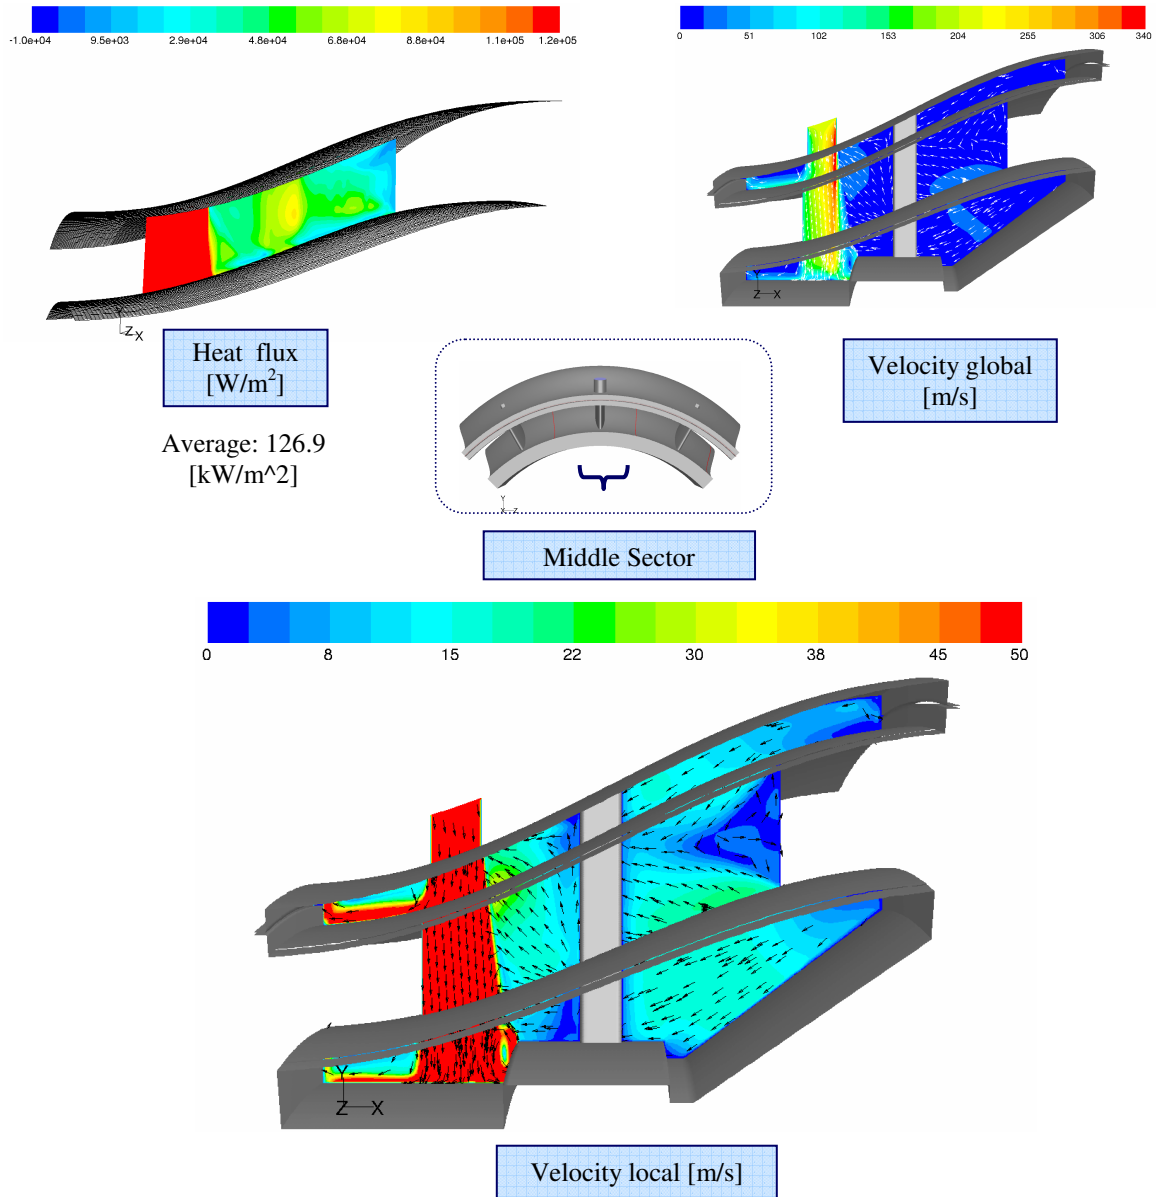 -1.0e+04 9.5e+03 2.9e+04 4.8e+04 6.8e+04 8.8e+04 1.1e+05 1.2e+05
0 51 102 153 204 255 306 340
Y
Z X
Y
Z X
Heat flux
[W/m²]
Velocity global
[m/s]
Average: 126.9
[kW/m^2]
Y
X Z
Middle Sector
0 8 15 22 30 38 45 50
Y
Z X
Velocity local [m/s]